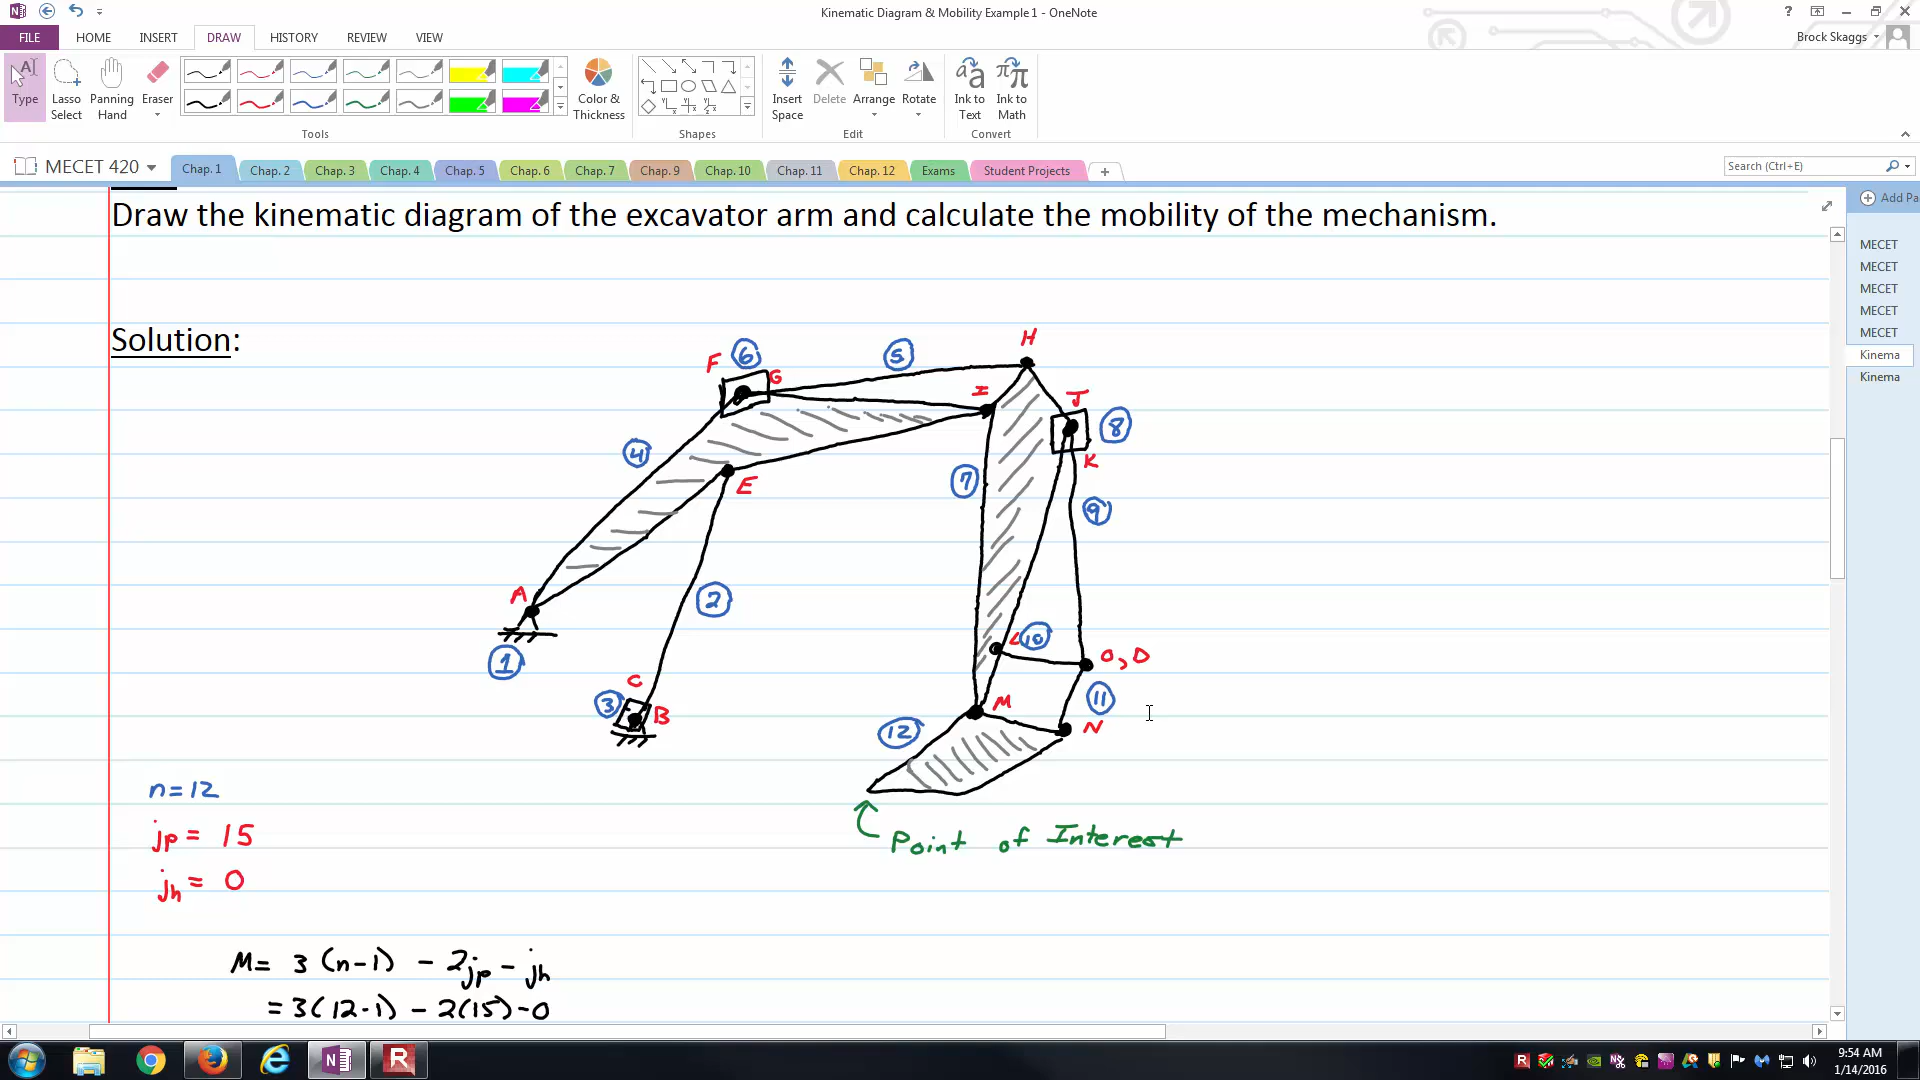 Kinematic Diagram & Mobility Example 1 - OneNote
?
FILE HOME INSERT DRAW HISTORY REVIEW VIEW
Brock Skaggs
Type
Lasso Select
Panning Hand
Eraser
Color & Thickness
Insert Space
Delete
Arrange
Rotate
Ink to Text
Ink to Math
Tools
Shapes
Edit
Convert
MECET 420
Chap. 1 Chap. 2 Chap. 3 Chap. 4 Chap. 5 Chap. 6 Chap. 7 Chap. 9 Chap. 10 Chap. 11 Chap. 12 Exams Student Projects +
Search (Ctrl+E)
Add Pa
MECET
MECET
MECET
MECET
MECET
Kinema
Kinema
Draw the kinematic diagram of the excavator arm and calculate the mobility of the mechanism.
Solution:
H
F 6 5
G
I J
8
4
K
E
7
9
A
2
L 10
O, D
1
C
3 B
M 11
12 N
n=12
jp = 15
jh = 0
Point of Interest
M= 3(n-1) - 2jp - jh
= 3(12-1) - 2(15)-0
9:54 AM
1/14/2016